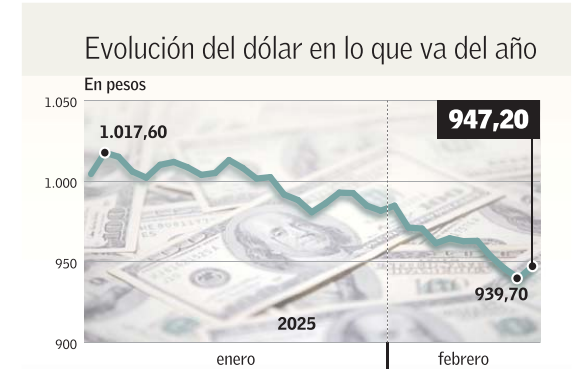 Evolución del dólar en lo que va del año
En pesos
1.050
947,20
1.017,60
1.000
950
939,70
2025
900
enero
febrero